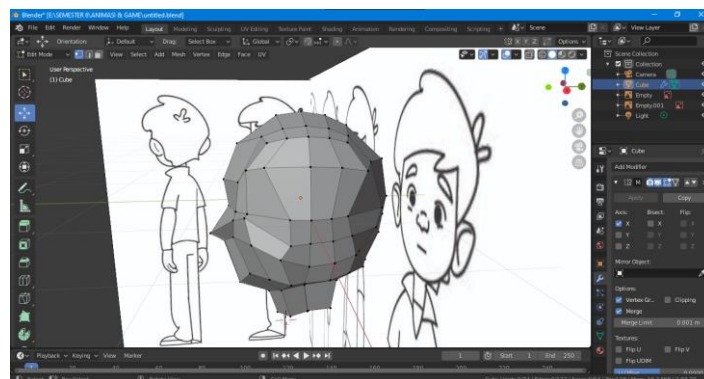 Blender* [E:\SEMESTER 6\ANIMASI & GAME\untitled.blend]
File Edit Render Window Help Layout Modeling Sculpting UV Editing Texture Paint Shading Animation Rendering Compositing Scripting + Scene View Layer
Orientation: Default Drag: Select Box Global X Y Z Options
Edit Mode View Select Add Mesh Vertex Edge Face UV
User Perspective
(1) Cube
Scene Collection
Collection
Camera
Cube
Empty
Empty.001
Light
Cube
Add Modifier
Apply Copy
Axis: Bisect: Flip:
X X X
Y Y Y
Z Z Z
Mirror Object:
Options:
Vertex Gr.. Clipping
Merge
Merge Limit 0.001 m
Textures:
Flip U Flip V
Flip UDIM
Playback Keying View Marker 1 Start 1 End 250